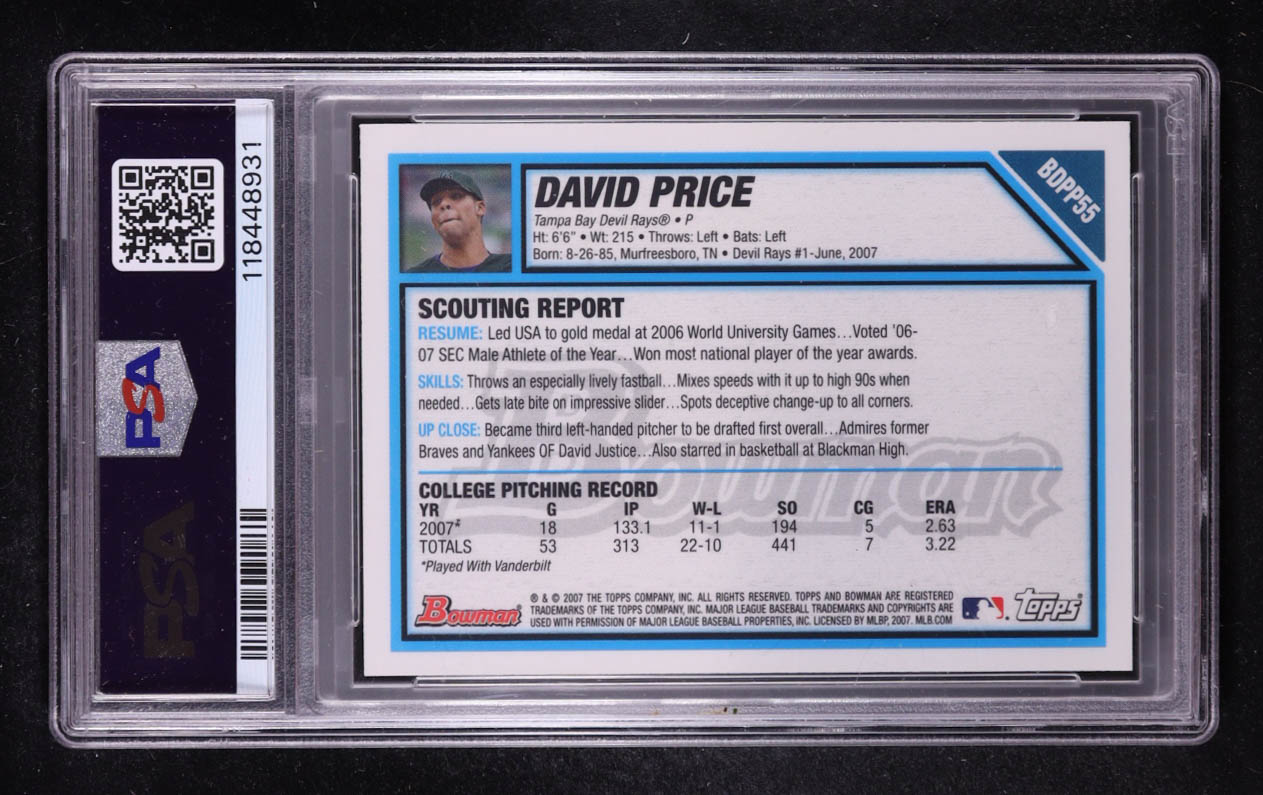 118448931
PSA
PSA
BDPP55
DAVID PRICE
Tampa Bay Devil Rays® • P
Ht: 6'6" • Wt: 215 • Throws: Left • Bats: Left
Born: 8-26-85, Murfreesboro, TN • Devil Rays #1-June, 2007
SCOUTING REPORT
RESUME: Led USA to gold medal at 2006 World University Games...Voted '06-
07 SEC Male Athlete of the Year...Won most national player of the year awards.
SKILLS: Throws an especially lively fastball...Mixes speeds with it up to high 90s when
needed...Gets late bite on impressive slider...Spots deceptive change-up to all corners.
UP CLOSE: Became third left-handed pitcher to be drafted first overall...Admires former
Braves and Yankees OF David Justice...Also starred in basketball at Blackman High.
Bowman
COLLEGE PITCHING RECORD
YR G IP W-L SO CG ERA
2007* 18 133.1 11-1 194 5 2.63
TOTALS 53 313 22-10 441 7 3.22
*Played With Vanderbilt
Bowman
® & © 2007 THE TOPPS COMPANY, INC. ALL RIGHTS RESERVED. TOPPS AND BOWMAN ARE REGISTERED
TRADEMARKS OF THE TOPPS COMPANY, INC. MAJOR LEAGUE BASEBALL TRADEMARKS AND COPYRIGHTS ARE
USED WITH PERMISSION OF MAJOR LEAGUE BASEBALL PROPERTIES, INC. LICENSED BY MLBP, 2007. MLB.COM
topps